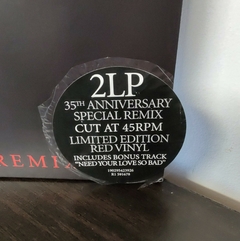 2LP
35TH ANNIVERSARY
SPECIAL REMIX
CUT AT 45RPM
LIMITED EDITION
RED VINYL
INCLUDES BONUS TRACK
"NEED YOUR LOVE SO BAD"
REMIX